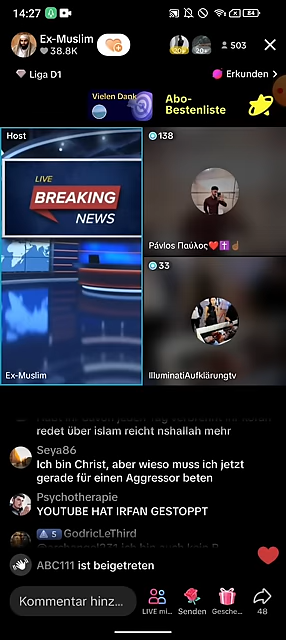 14:27
64
Ex-Muslim
38.8K
20+
503
Liga D1
Erkunden
Vielen Dank
Abo-
Bestenliste
Host
138
LIVE
BREAKING
NEWS
Pávlos Παύλος
33
Ex-Muslim
IlluminatiAufklärungtv
redet über islam reicht nshallah mehr
Seya86
Ich bin Christ, aber wieso muss ich jetzt
gerade für einen Aggressor beten
Psychotherapie
YOUTUBE HAT IRFAN GESTOPPT
5 GodricLeThird
ABC111 ist beigetreten
Kommentar hinz...
LIVE mi...
Senden
Gesche...
48